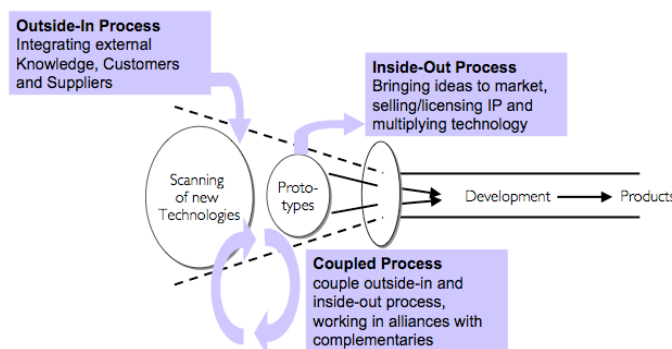 Outside-In Process
Integrating external
Knowledge, Customers
and Suppliers
Inside-Out Process
Bringing ideas to market,
selling/licensing IP and
multiplying technology
Scanning
of new
Technologies
Proto-
types
Development
Products
Coupled Process
couple outside-in and
inside-out process,
working in alliances with
complementaries